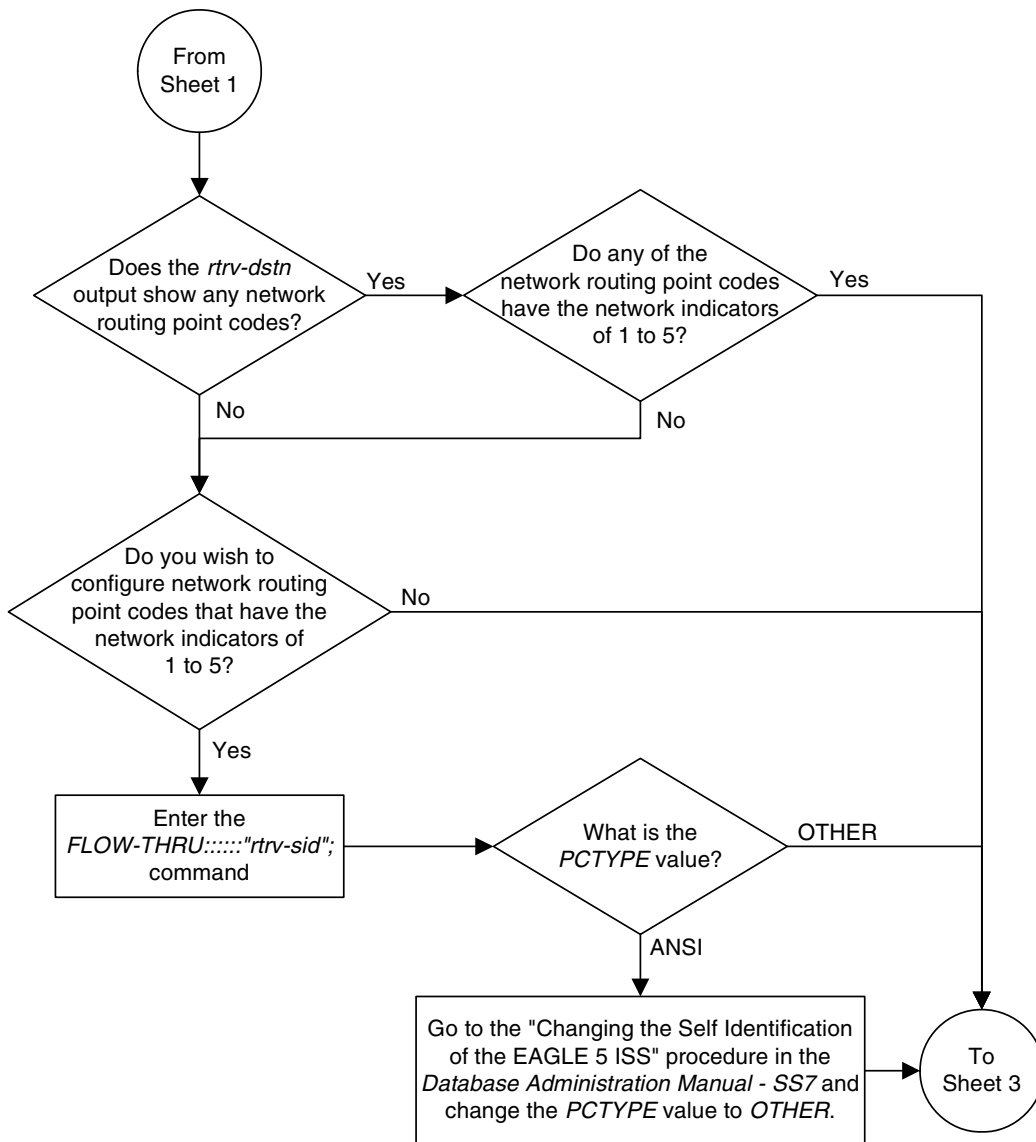 From
Sheet 1
Does the rtrv-dstn
output show any network
routing point codes?
Yes
Do any of the
network routing point codes
have the network indicators
of 1 to 5?
Yes
No
No
Do you wish to
configure network routing
point codes that have the
network indicators of
1 to 5?
No
Yes
Enter the
FLOW-THRU::::::"rtrv-sid";
command
What is the
PCTYPE value?
OTHER
ANSI
Go to the "Changing the Self Identification
of the EAGLE 5 ISS" procedure in the
Database Administration Manual - SS7 and
change the PCTYPE value to OTHER.
To
Sheet 3